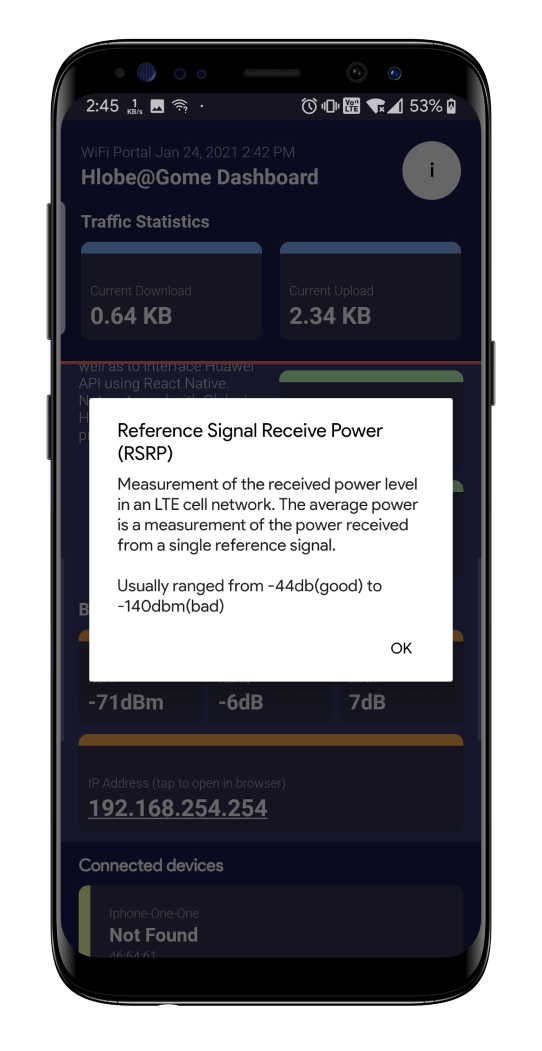 2:45 1 KB/s Vo)) LTE 53%
WiFi Portal Jan 24, 2021 2:42 PM
Hlobe@Gome Dashboard
i
Traffic Statistics
Current Download
0.64 KB
Current Upload
2.34 KB
well as to interface Huawei
API using React Native.
Reference Signal Receive Power
(RSRP)
Measurement of the received power level
in an LTE cell network. The average power
is a measurement of the power received
from a single reference signal.
Usually ranged from -44db(good) to
-140dbm(bad)
OK
-71dBm
-6dB
7dB
IP Address (tap to open in browser)
192.168.254.254
Connected devices
Iphone-One-One
Not Found
46:64:61